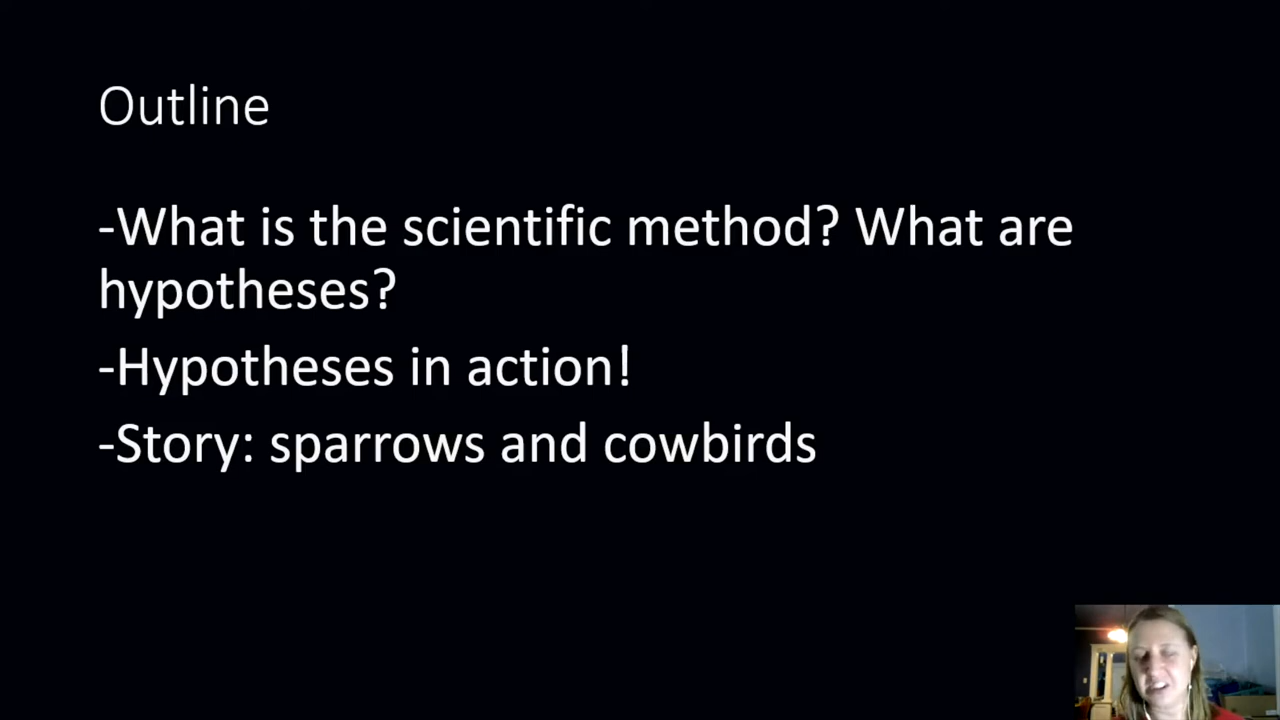 Outline
-What is the scientific method? What are
hypotheses?
-Hypotheses in action!
-Story: sparrows and cowbirds